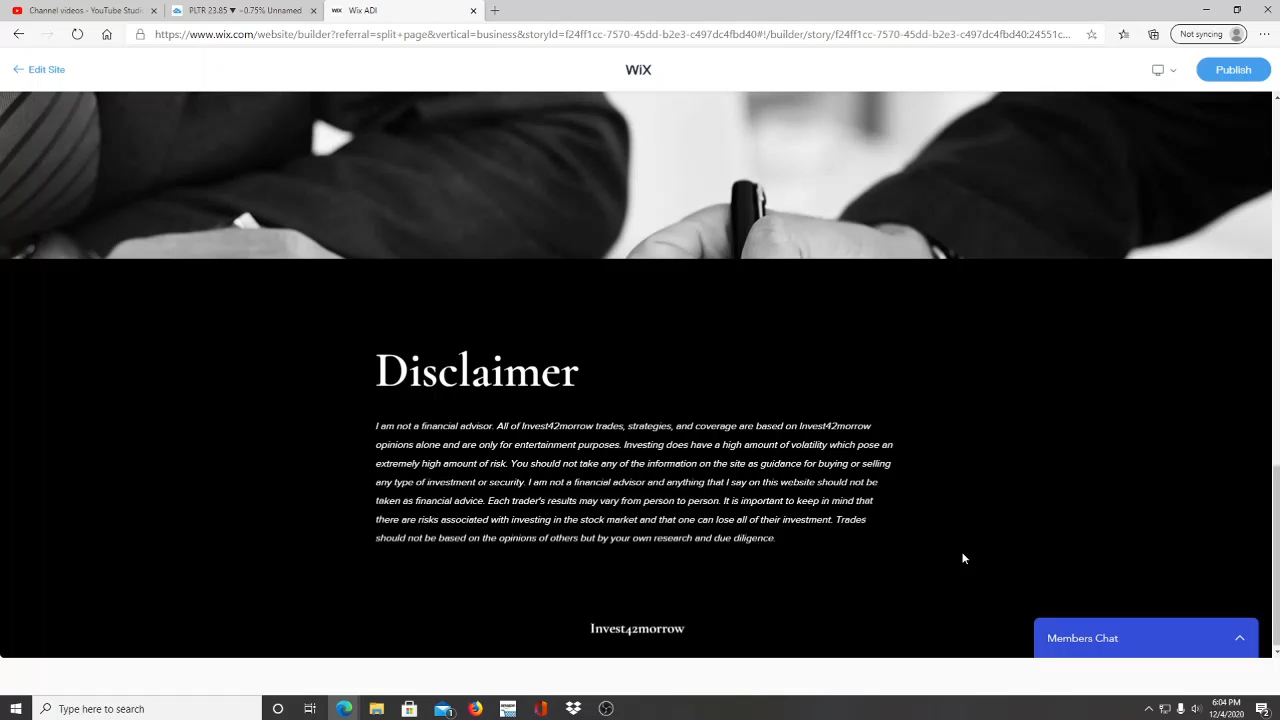 Channel videos - YouTube Studio
PLTR 23.85 ▼ −0.75% Unnamed
WiX Wix ADI
https://www.wix.com/website/builder?referral=split+page&vertical=business&storyId=f24ff1cc-7570-45dd-b2e3-c497dc4fbd40#!/builder/story/f24ff1cc-7570-45dd-b2e3-c497dc4fbd40:24551c...
Not syncing
Edit Site
WiX
Publish
Disclaimer
I am not a financial advisor. All of Invest42morrow trades, strategies, and coverage are based on Invest42morrow
opinions alone and are only for entertainment purposes. Investing does have a high amount of volatility which pose an
extremely high amount of risk. You should not take any of the information on the site as guidance for buying or selling
any type of investment or security. I am not a financial advisor and anything that I say on this website should not be
taken as financial advice. Each trader's results may vary from person to person. It is important to keep in mind that
there are risks associated with investing in the stock market and that one can lose all of their investment. Trades
should not be based on the opinions of others but by your own research and due diligence.
Invest42morrow
Members Chat
Type here to search
6:04 PM
12/4/2020